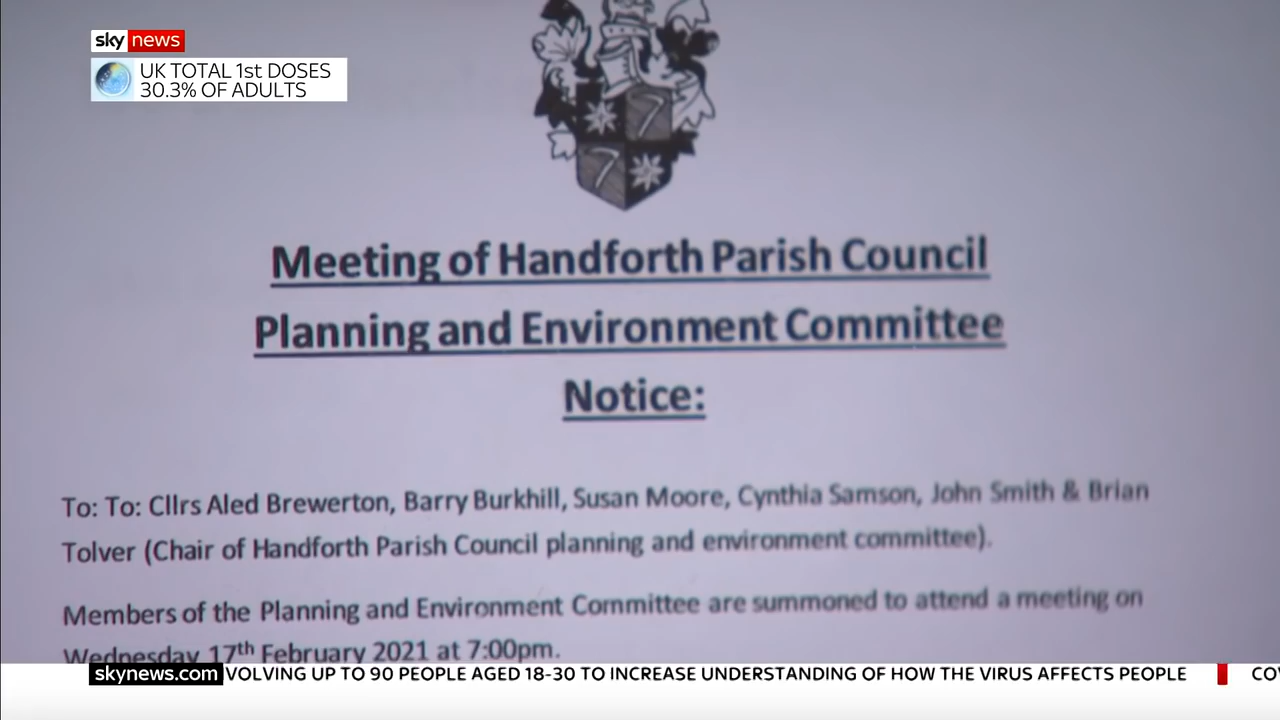 sky news
UK TOTAL 1st DOSES
30.3% OF ADULTS
Meeting of Handforth Parish Council
Planning and Environment Committee
Notice:
To: To: Cllrs Aled Brewerton, Barry Burkhill, Susan Moore, Cynthia Samson, John Smith & Brian
Tolver (Chair of Handforth Parish Council planning and environment committee).
Members of the Planning and Environment Committee are summoned to attend a meeting on
Wednesday 17th February 2021 at 7:00pm.
skynews.com VOLVING UP TO 90 PEOPLE AGED 18-30 TO INCREASE UNDERSTANDING OF HOW THE VIRUS AFFECTS PEOPLE CO